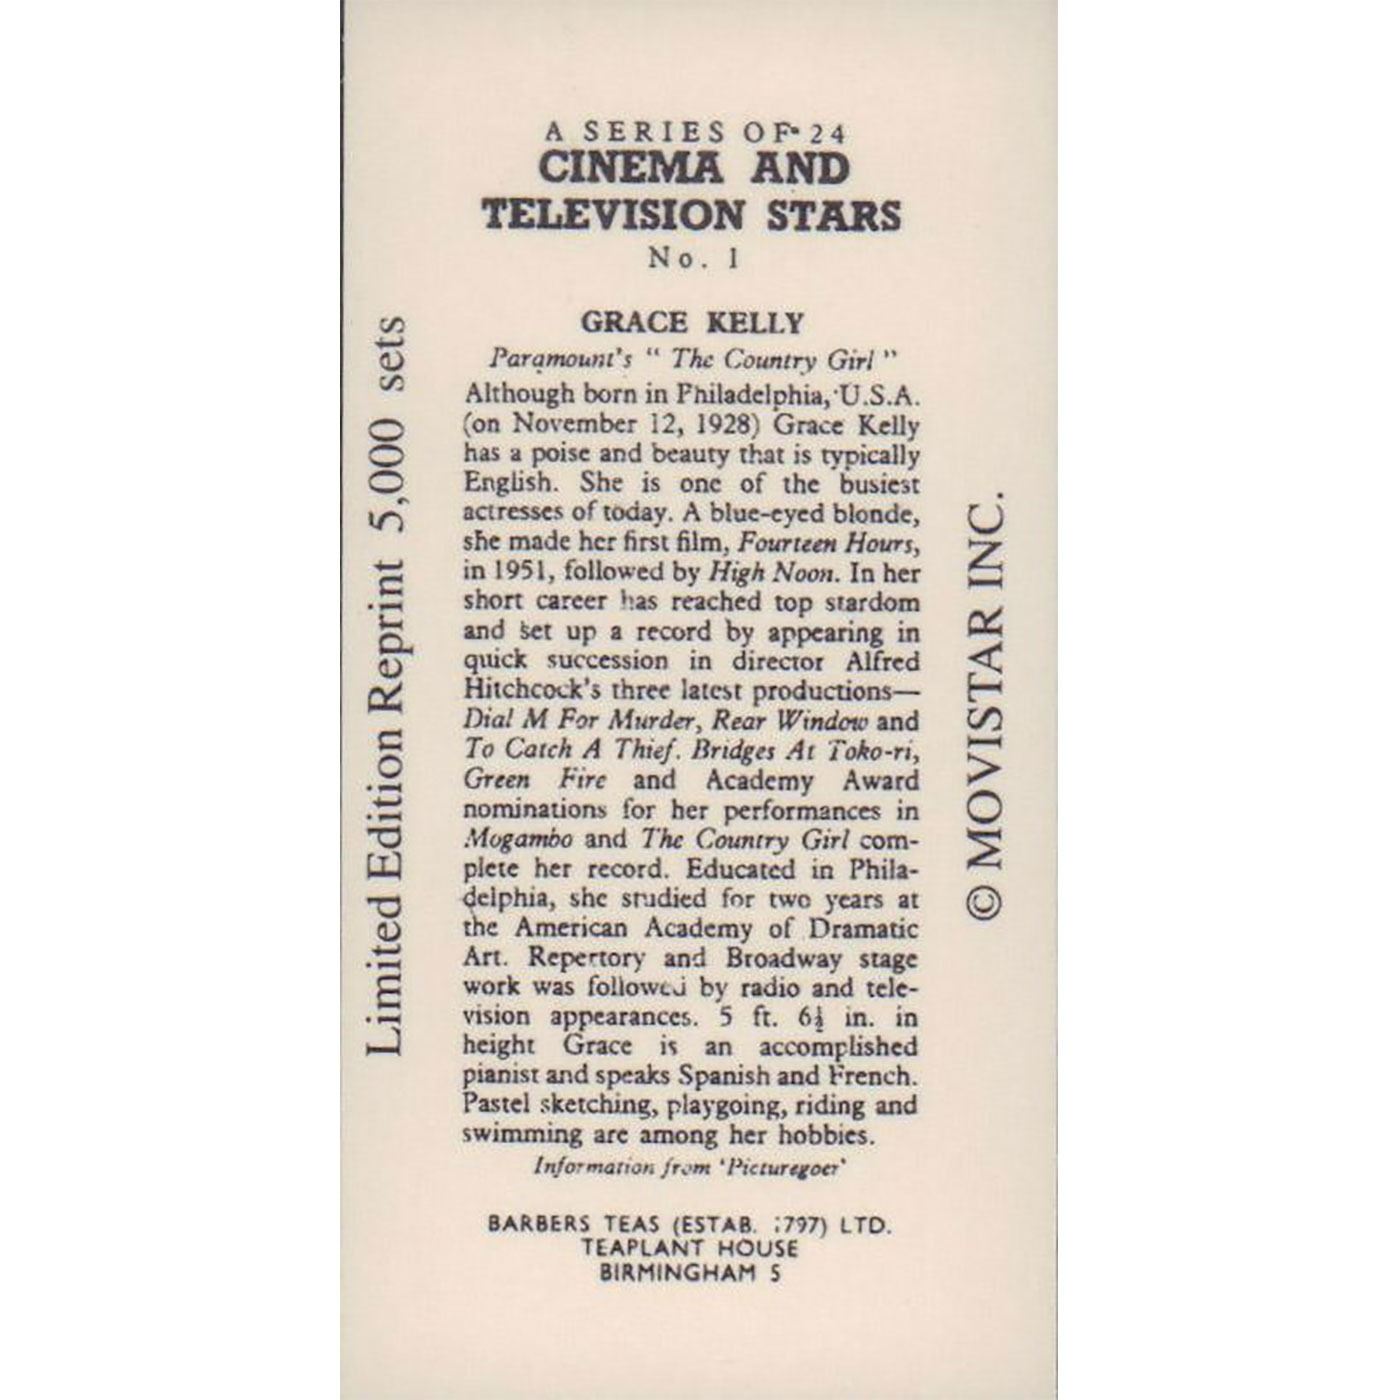 A SERIES OF 24
CINEMA AND
TELEVISION STARS
No. 1
GRACE KELLY
Paramount's " The Country Girl "
Although born in Philadelphia, U.S.A.
(on November 12, 1928) Grace Kelly
has a poise and beauty that is typically
English. She is one of the busiest
actresses of today. A blue-eyed blonde,
she made her first film, Fourteen Hours,
in 1951, followed by High Noon. In her
short career has reached top stardom
and set up a record by appearing in
quick succession in director Alfred
Hitchcock's three latest productions—
Dial M For Murder, Rear Window and
To Catch A Thief. Bridges At Toko-ri,
Green Fire and Academy Award
nominations for her performances in
Mogambo and The Country Girl com-
plete her record. Educated in Phila-
delphia, she studied for two years at
the American Academy of Dramatic
Art. Repertory and Broadway stage
work was followed by radio and tele-
vision appearances. 5 ft. 6½ in. in
height Grace is an accomplished
pianist and speaks Spanish and French.
Pastel sketching, playgoing, riding and
swimming are among her hobbies.
Information from 'Picturegoer'
BARBERS TEAS (ESTAB. 1797) LTD.
TEAPLANT HOUSE
BIRMINGHAM 5
Limited Edition Reprint 5,000 sets
© MOVISTAR INC.